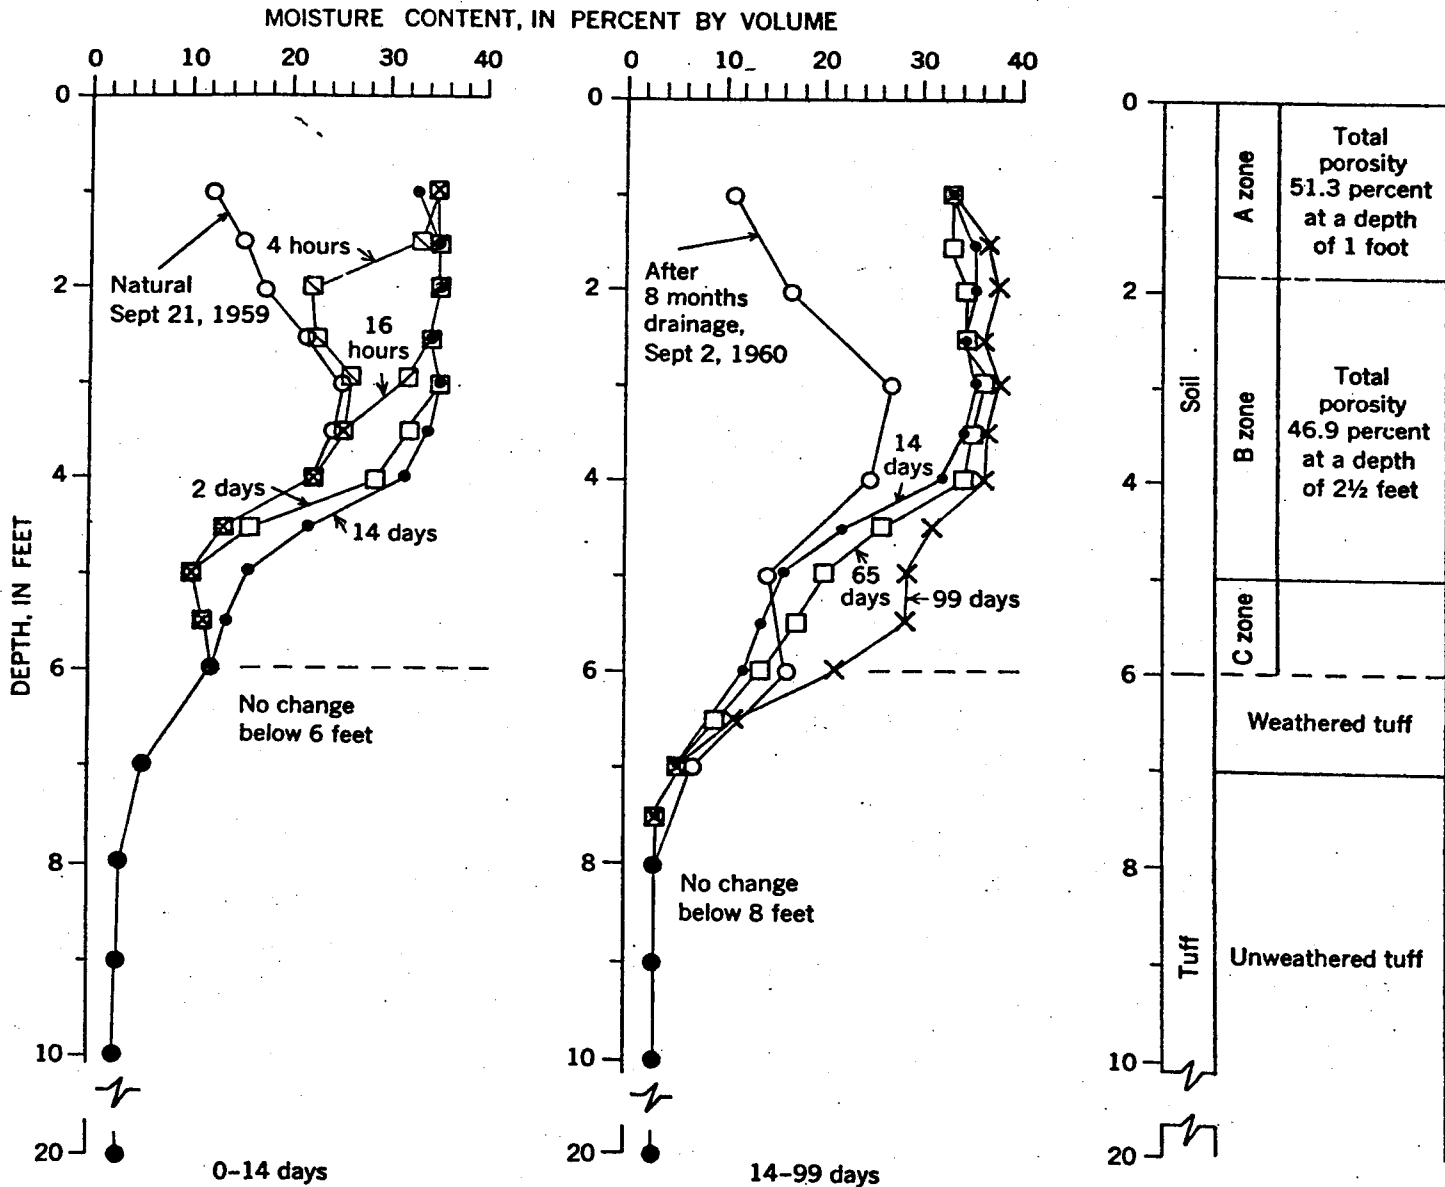 MOISTURE CONTENT, IN PERCENT BY VOLUME
0 10 20 30 40
0 10 20 30 40
DEPTH, IN FEET
0
2
4
6
8
10
20
Natural
Sept 21, 1959
4 hours
16
hours
2 days
14 days
No change
below 6 feet
0–14 days
0
2
4
6
8
10
20
After
8 months
drainage,
Sept 2, 1960
14
days
65
days
99 days
No change
below 8 feet
14–99 days
0
2
4
6
8
10
20
Soil
Tuff
A zone
B zone
C zone
Total
porosity
51.3 percent
at a depth
of 1 foot
Total
porosity
46.9 percent
at a depth
of 2½ feet
Weathered tuff
Unweathered tuff